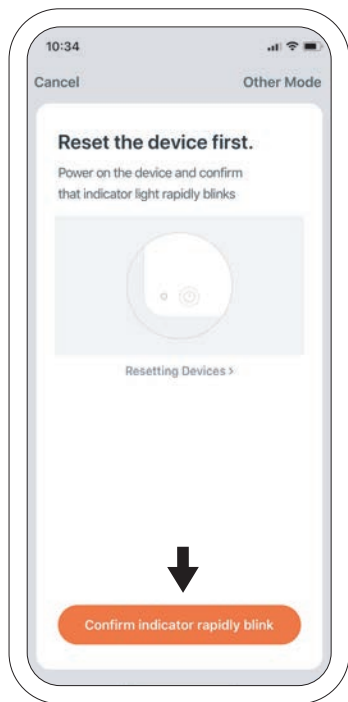 10:34
Cancel Other Mode
Reset the device first.
Power on the device and confirm
that indicator light rapidly blinks
Resetting Devices >
Confirm indicator rapidly blink